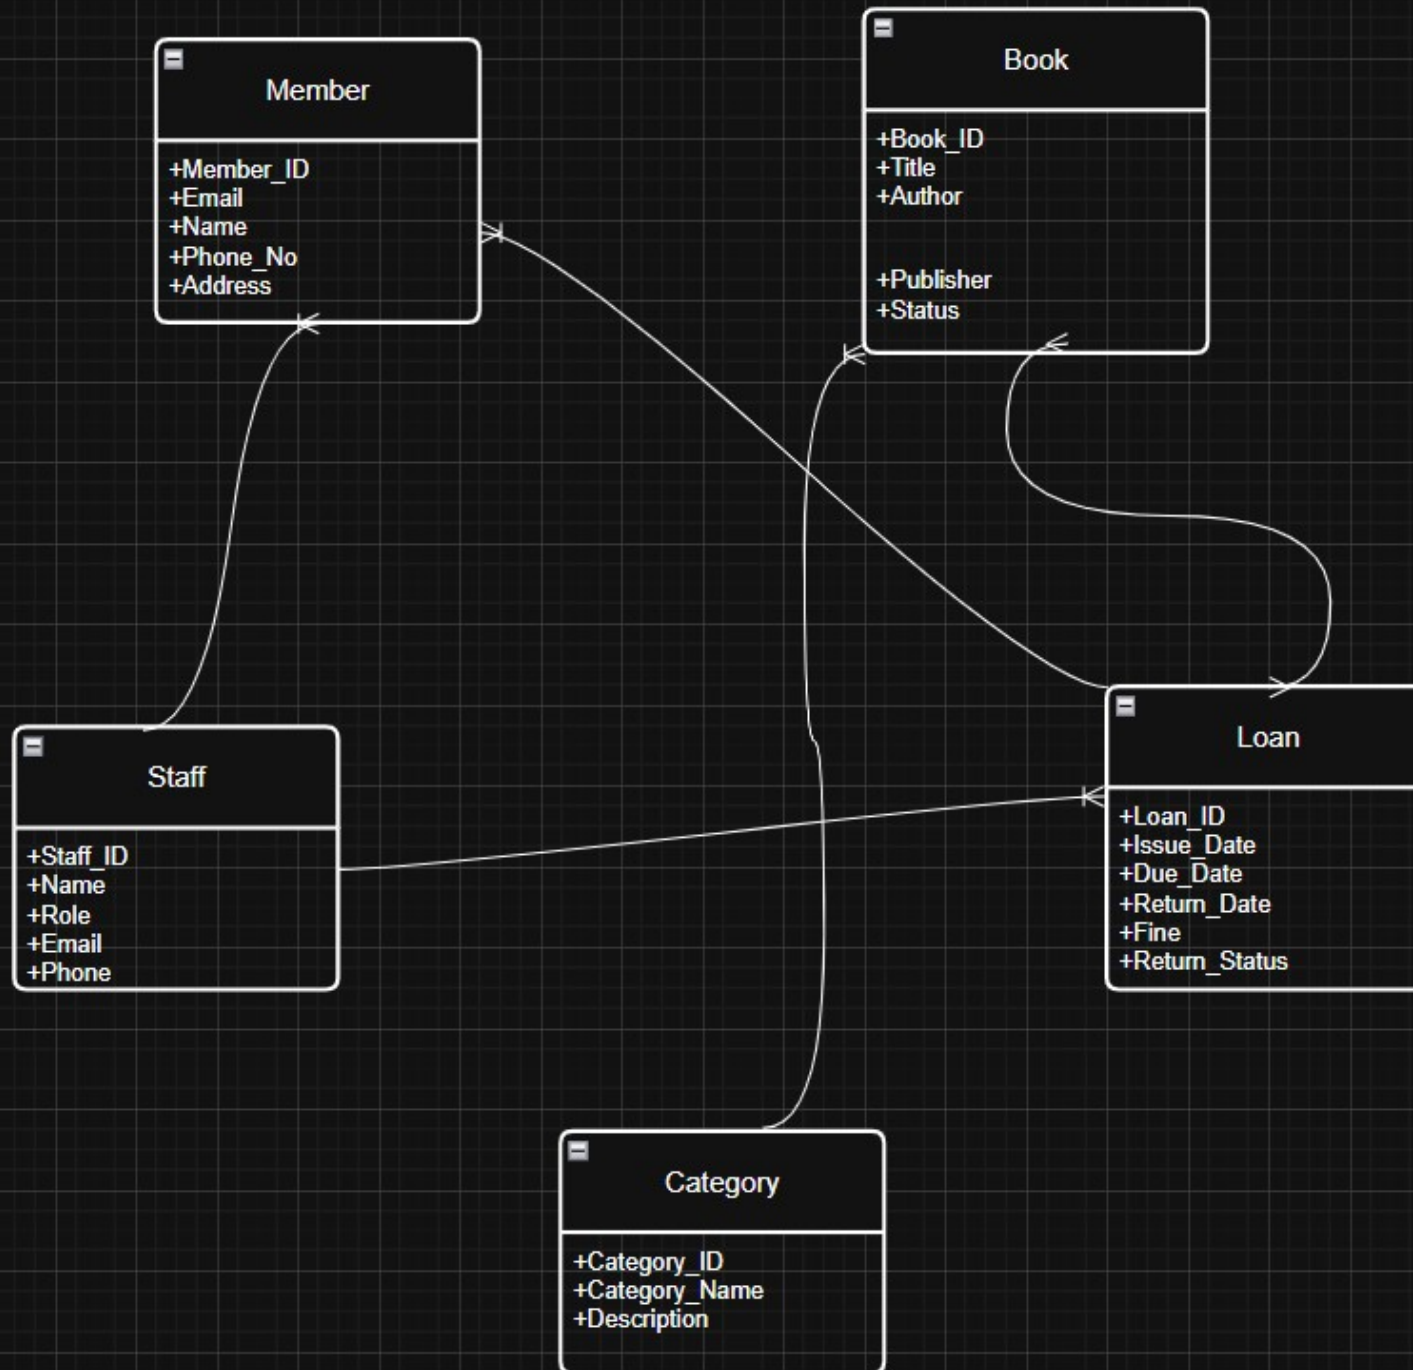 Member
+Member_ID
+Email
+Name
+Phone_No
+Address
Book
+Book_ID
+Title
+Author
+Publisher
+Status
Staff
+Staff_ID
+Name
+Role
+Email
+Phone
Loan
+Loan_ID
+Issue_Date
+Due_Date
+Return_Date
+Fine
+Return_Status
Category
+Category_ID
+Category_Name
+Description